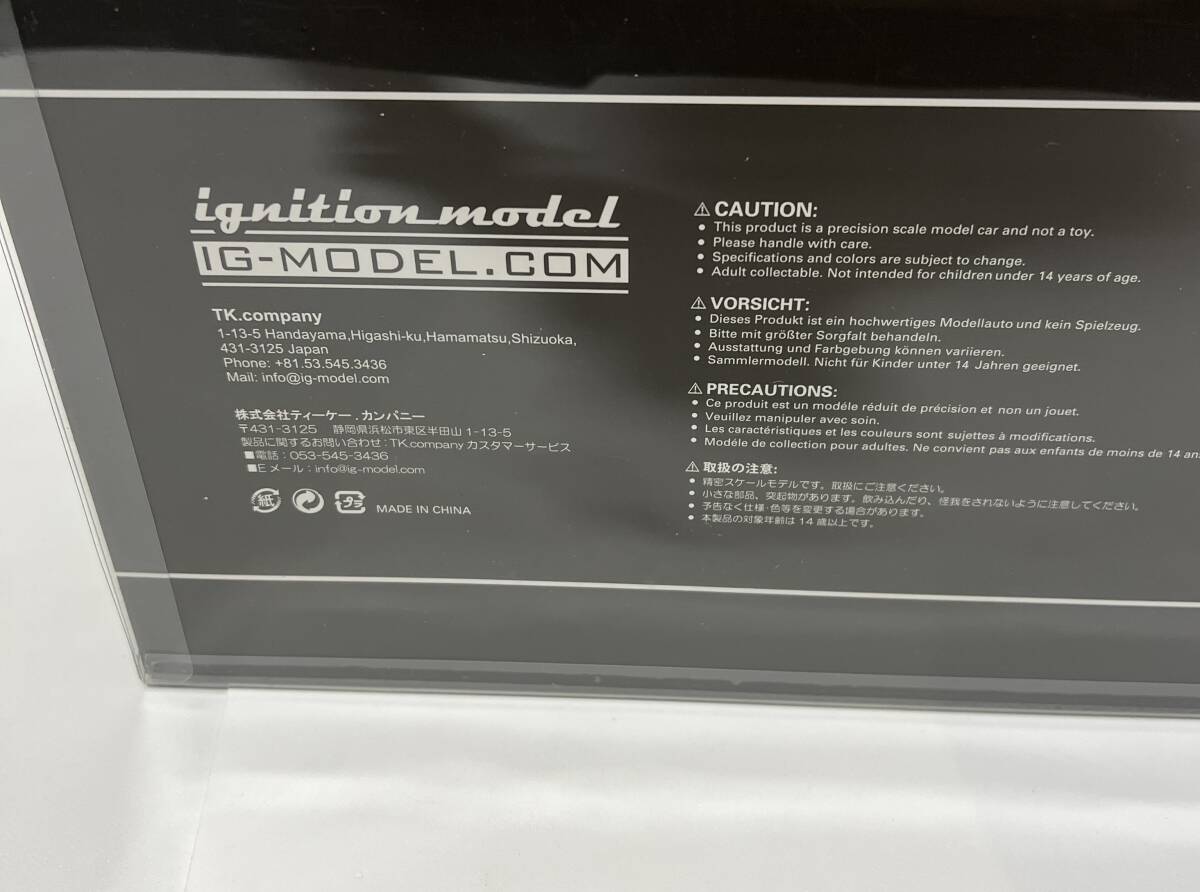 ignition model
IG-MODEL.COM
TK.company
1-13-5 Handayama,Higashi-ku,Hamamatsu,Shizuoka,
431-3125 Japan
Phone: +81.53.545.3436
Mail: info@ig-model.com
株式会社ティーケー.カンパニー
〒431-3125 静岡県浜松市東区半田山1-13-5
製品に関するお問い合わせ:TK.company カスタマーサービス
■電話:053-545-3436
■Eメール:info@ig-model.com
紙 プラ MADE IN CHINA
⚠ CAUTION:
• This product is a precision scale model car and not a toy.
• Please handle with care.
• Specifications and colors are subject to change.
• Adult collectable. Not intended for children under 14 years of age.
⚠ VORSICHT:
• Dieses Produkt ist ein hochwertiges Modellauto und kein Spielzeug.
• Bitte mit größter Sorgfalt behandeln.
• Ausstattung und Farbgebung können variieren.
• Sammlermodell. Nicht für Kinder unter 14 Jahren geeignet.
⚠ PRECAUTIONS:
• Ce produit est un modéle réduit de précision et non un jouet.
• Veuillez manipuler avec soin.
• Les caractéristiques et les couleurs sont sujettes à modifications.
• Modéle de collection pour adultes. Ne convient pas aux enfants de moins de 14 ans
⚠ 取扱の注意:
• 精密スケールモデルです。取扱にご注意ください。
• 小さな部品、突起物があります。飲み込んだり、怪我をされないように注意してください。
• 予告なく仕様・色等を変更する場合があります。
• 本製品の対象年齢は14歳以上です。